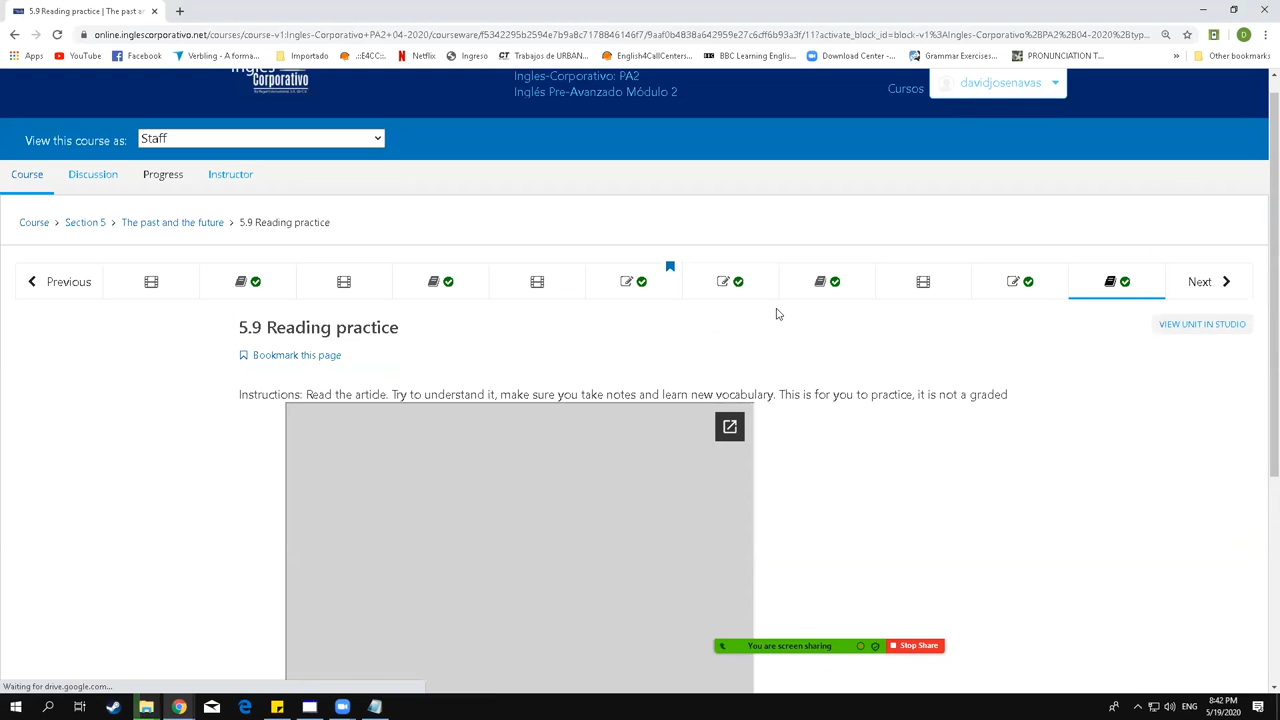 5.9 Reading practice | The past an
online.inglescorporativo.net/courses/course-v1:Ingles-Corporativo+PA2+04-2020/courseware/f5342295b2594e7b9a8c7178846146f7/9aaf0b4838a642959e27c6cff6b93a3f/11?activate_block_id=block-v1%3AIngles-Corporativo%2BPA2%2B04-2020%2Btyp...
D
Apps YouTube Facebook Verbling - A forma... Importado .::E4CC::. Netflix Ingreso CT Trabajos de URBAN... English4CallCenters... BBC Learning Englis... Download Center -... Grammar Exercises... PRONUNCIATION T... » Other bookmarks
Corporativo
Ingles-Corporativo: PA2
Inglés Pre-Avanzado Módulo 2
Cursos
davidjosenavas
View this course as: Staff
Course Discussion Progress Instructor
Course > Section 5 > The past and the future > 5.9 Reading practice
Previous Next
5.9 Reading practice
VIEW UNIT IN STUDIO
Bookmark this page
Instructions: Read the article. Try to understand it, make sure you take notes and learn new vocabulary. This is for you to practice, it is not a graded
You are screen sharing Stop Share
Waiting for drive.google.com...
ENG
8:42 PM
5/19/2020